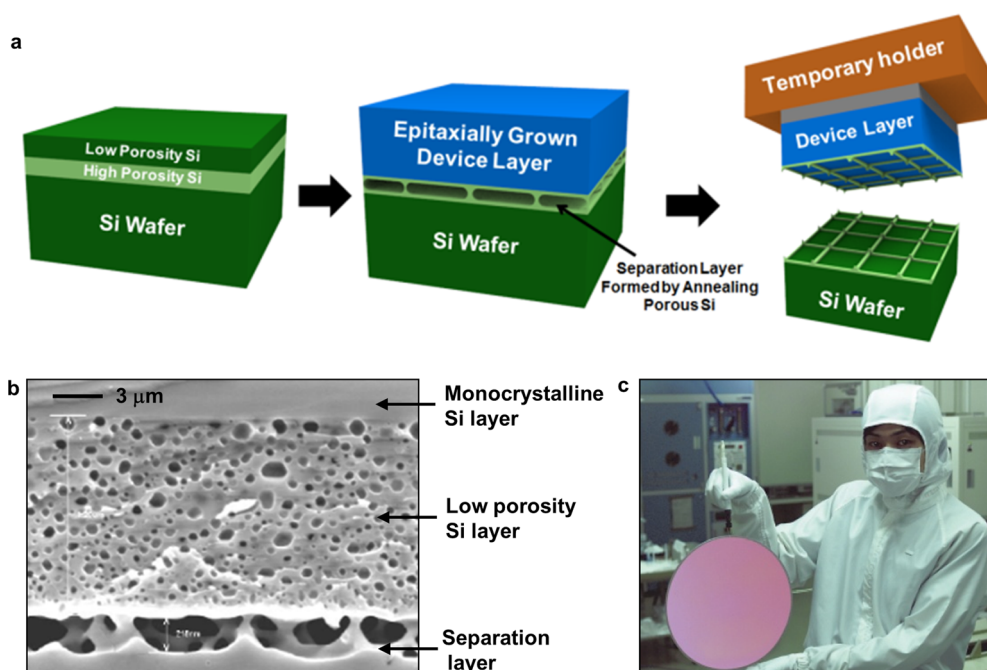 a
Low Porosity Si
High Porosity Si
Si Wafer
Epitaxially Grown
Device Layer
Si Wafer
Separation Layer
Formed by Annealing
Porous Si
Temporary holder
Device Layer
Si Wafer
b
3 μm
Monocrystalline
Si layer
Low porosity
Si layer
Separation
layer
c